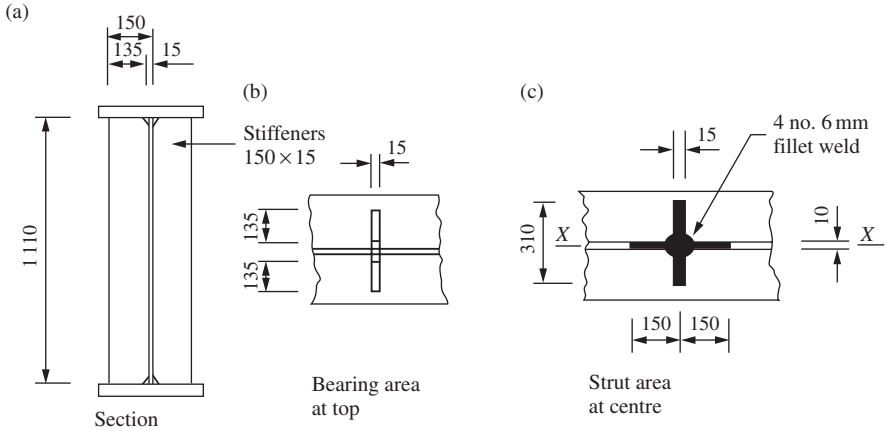 (a)
150
135
15
1 110
Stiffeners
150 × 15
Section
(b)
15
135
135
Bearing area
at top
(c)
4 no. 6 mm
fillet weld
15
310
X
10
X
150
150
Strut area
at centre